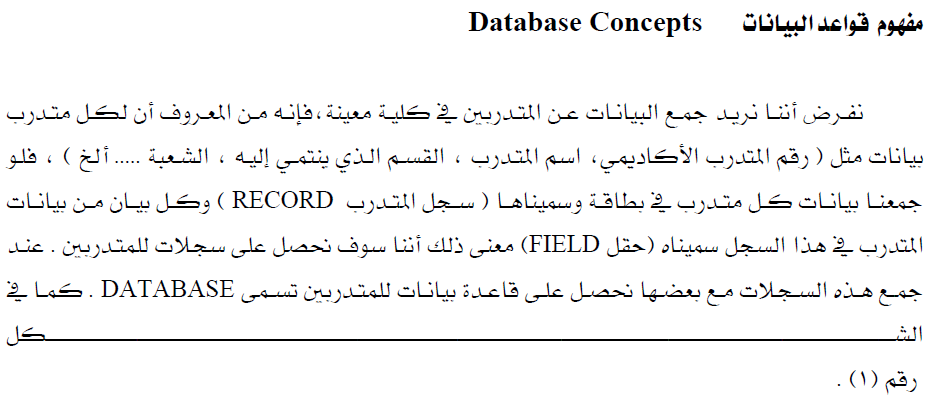 مفهوم قواعد البيانات Database Concepts
نفرض أننا نريد جمع البيانات عن المتدربين في كلية معينة، فإنه من المعروف أن لكل متدرب
بيانات مثل ( رقم المتدرب الأكاديمي، اسم المتدرب ، القسم الذي ينتمي إليه ، الشعبة ..... ألخ ) ، فلو
جمعنا بيانات كل متدرب في بطاقة وسميناها ( سجل المتدرب RECORD ) وكل بيان من بيانات
المتدرب في هذا السجل سميناه (حقل FIELD) معنى ذلك أننا سوف نحصل على سجلات للمتدربين . عند
جمع هذه السجلات مع بعضها نحصل على قاعدة بيانات للمتدربين تسمى DATABASE . كما في
الشـــــــــــــــــــــــــــــــــــــــــــــــــــــــــــــــــــــــــــكل
رقم (١) .